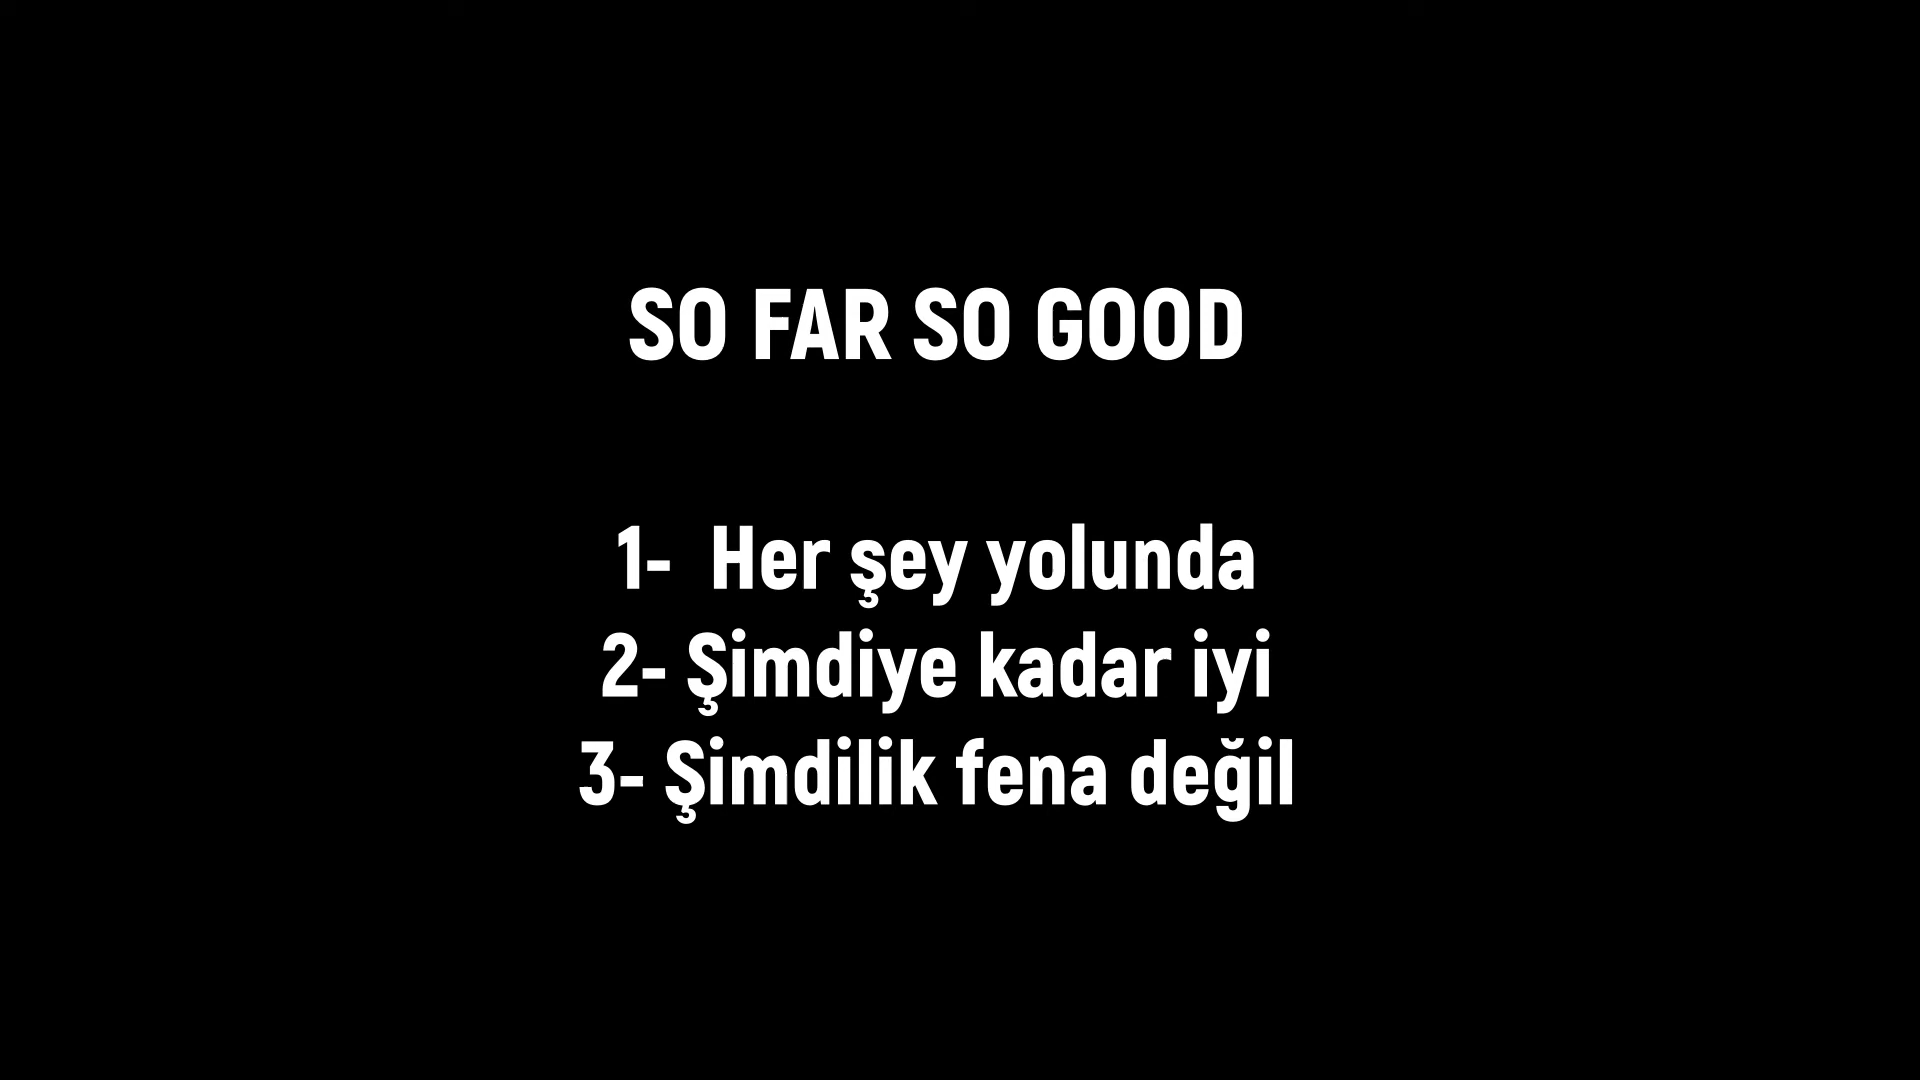 SO FAR SO GOOD
1- Her şey yolunda
2- Şimdiye kadar iyi
3- Şimdilik fena değil